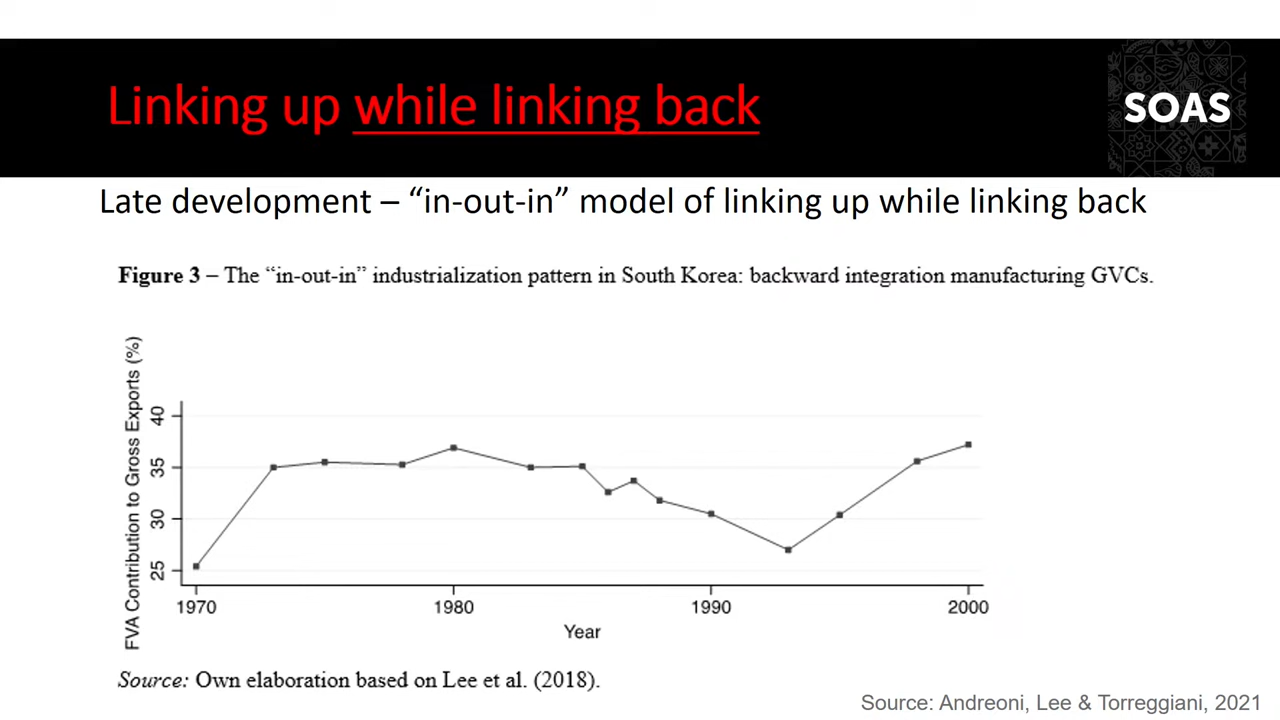 Linking up while linking back
SOAS
Late development – “in-out-in” model of linking up while linking back
Figure 3 – The “in-out-in” industrialization pattern in South Korea: backward integration manufacturing GVCs.
FVA Contribution to Gross Exports (%)
40
35
30
25
1970 1980 1990 2000
Year
Source: Own elaboration based on Lee et al. (2018).
Source: Andreoni, Lee & Torreggiani, 2021